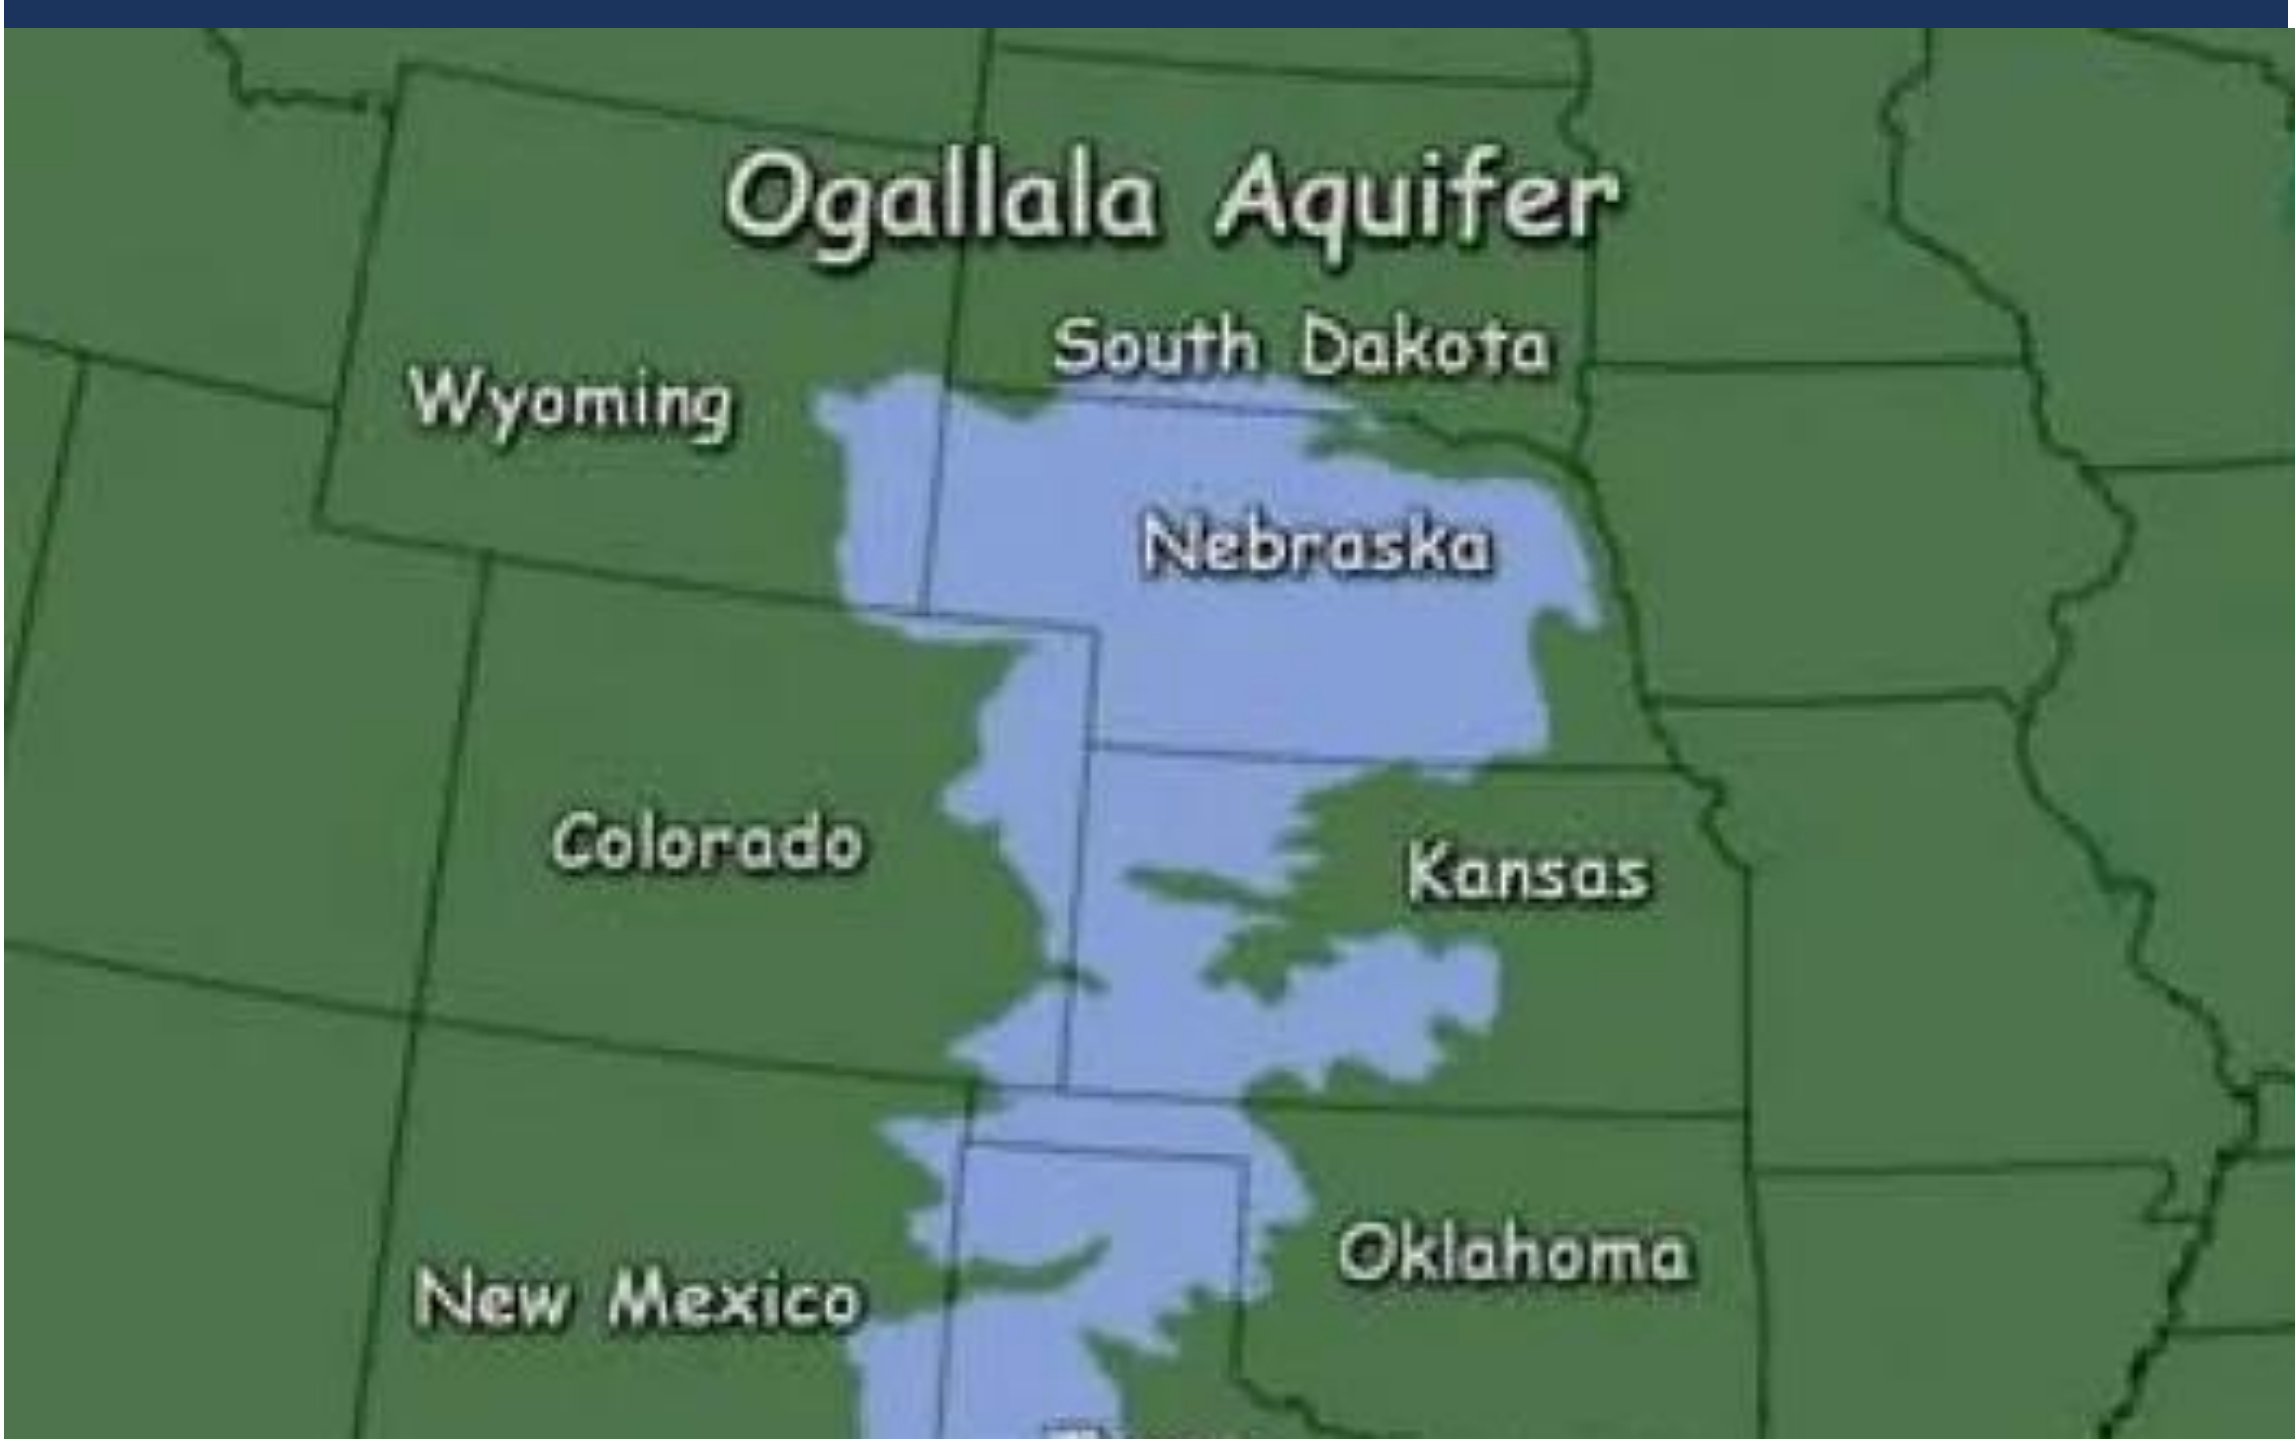 Ogallala Aquifer
South Dakota
Wyoming
Nebraska
Colorado
Kansas
Oklahoma
New Mexico